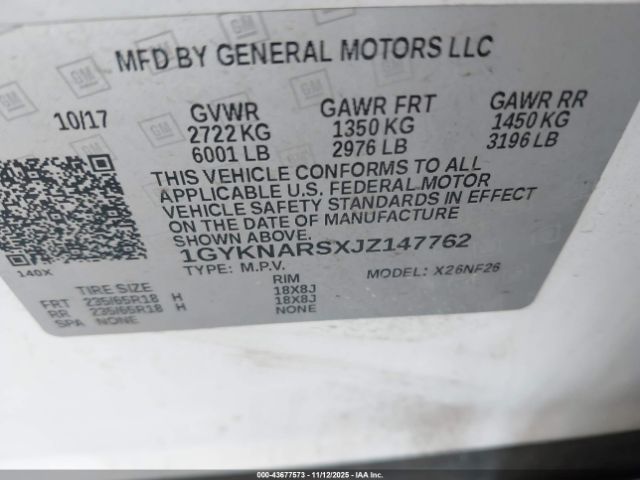 MFD BY GENERAL MOTORS LLC
10/17 GVWR GAWR FRT GAWR RR
2722 KG 1350 KG 1450 KG
6001 LB 2976 LB 3196 LB
THIS VEHICLE CONFORMS TO ALL
APPLICABLE U.S. FEDERAL MOTOR
VEHICLE SAFETY STANDARDS IN EFFECT
ON THE DATE OF MANUFACTURE
SHOWN ABOVE.
1GYKNARSXJZ147762
TYPE: M.P.V. MODEL: X26NF26
140X
TIRE SIZE RIM
FRT 235/65R18 H 18X8J
RR 235/65R18 H 18X8J
SPA NONE NONE
000-43677573 - 11/12/2025 - IAA Inc.